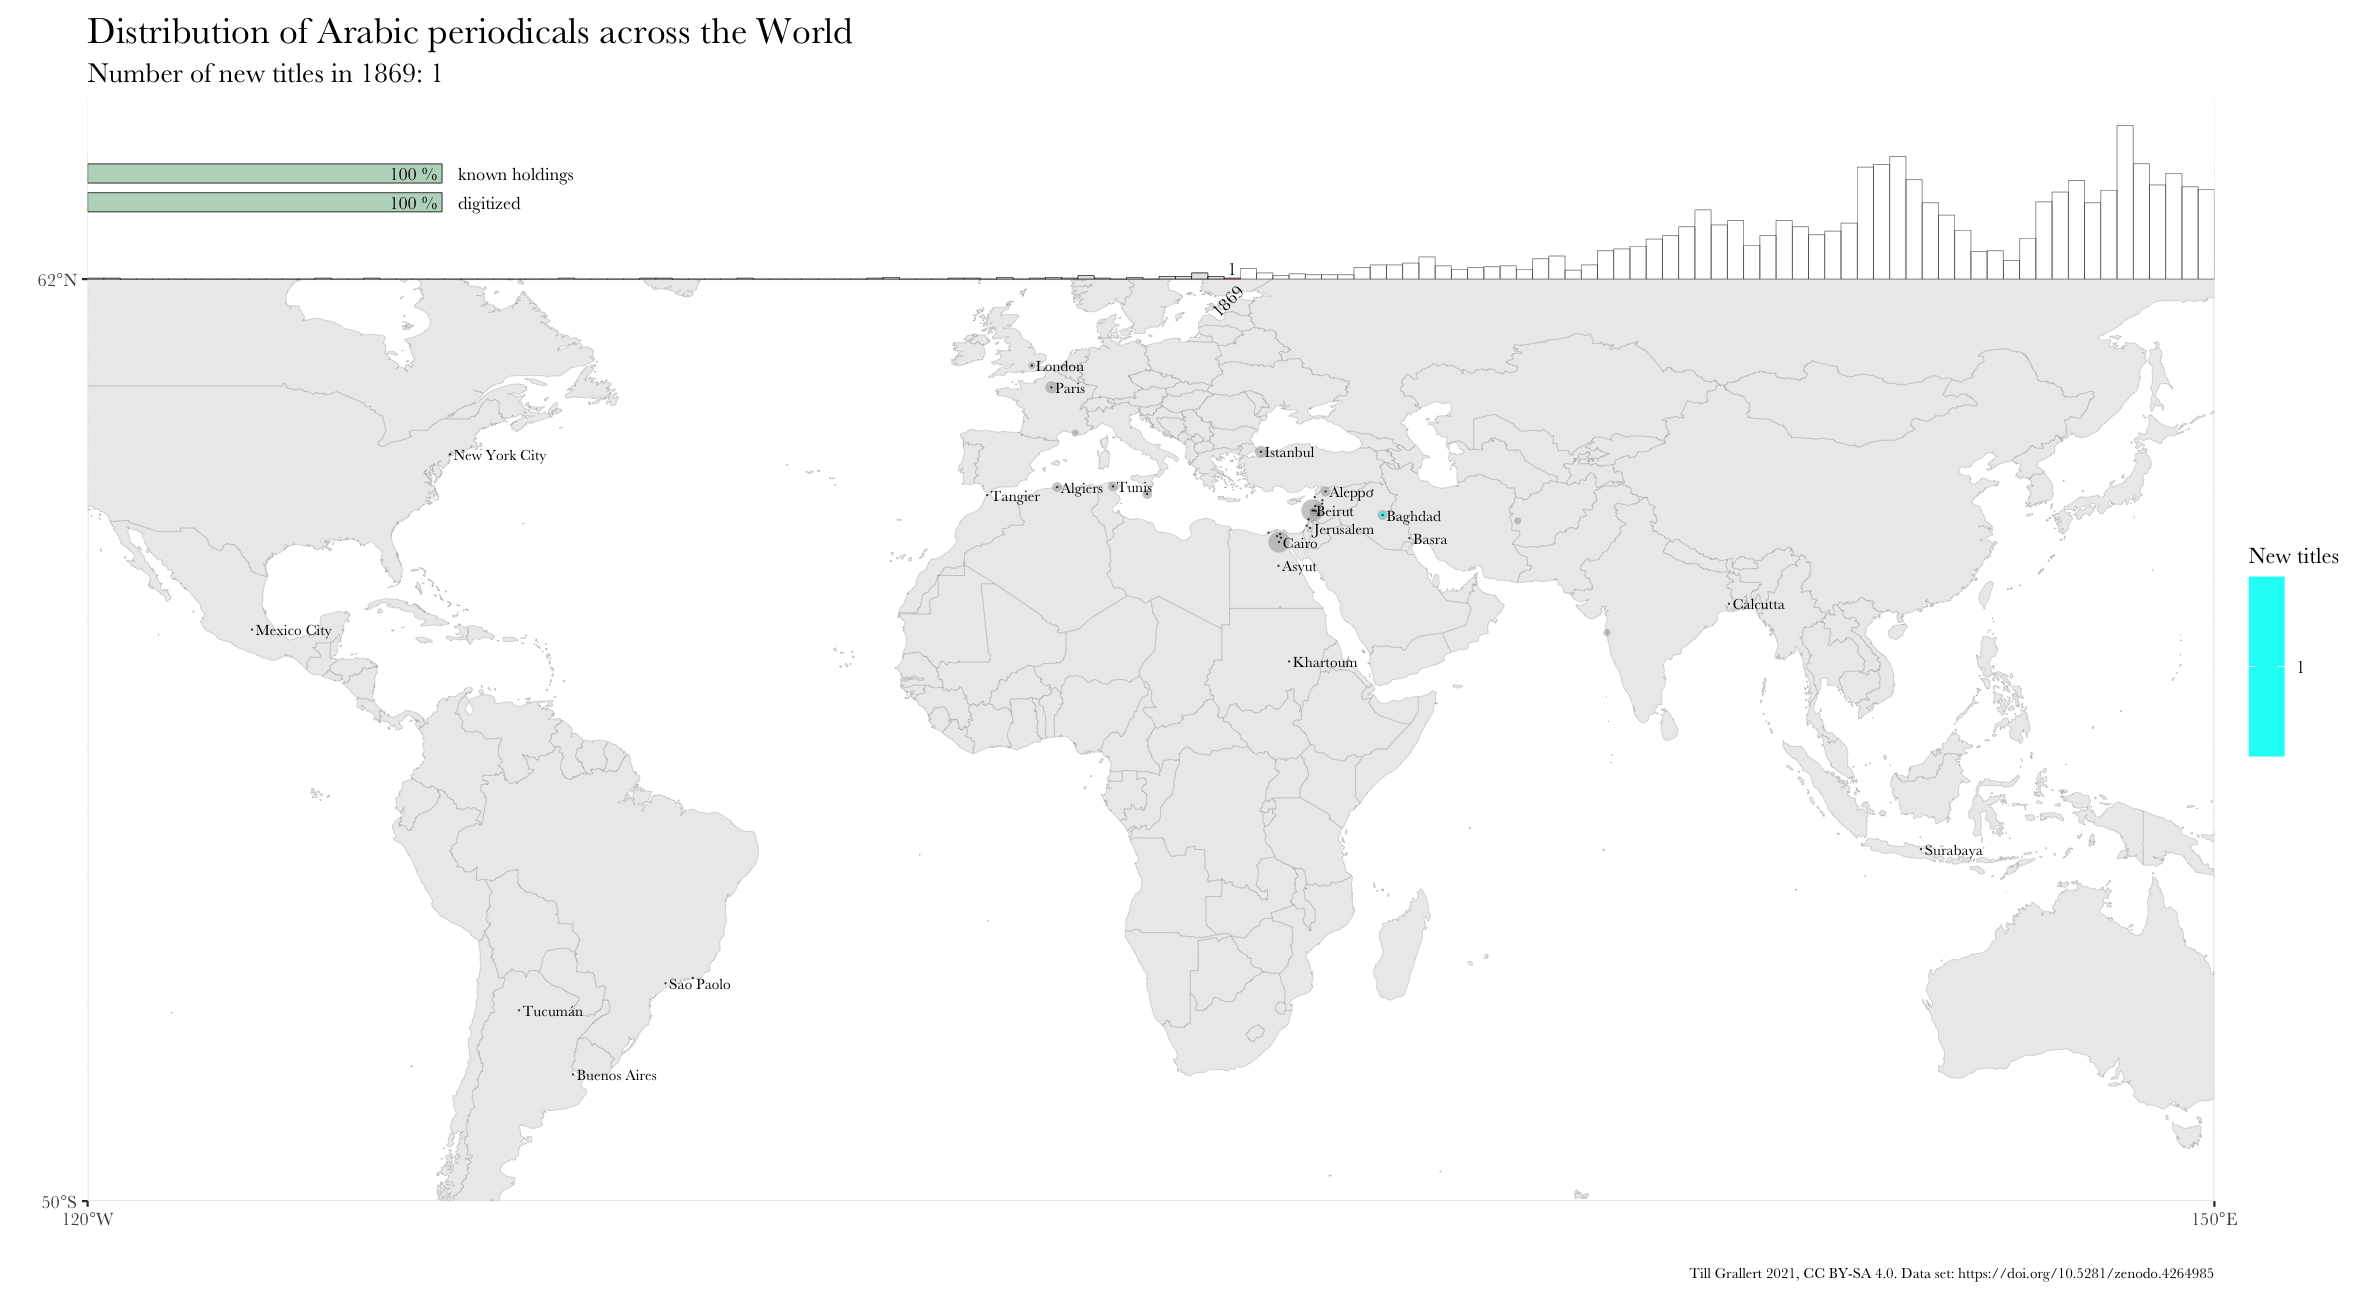 Distribution of Arabic periodicals across the World
Number of new titles in 1869: 1
100 % known holdings
100 % digitized
1
62°N
1869
London
Paris
New York City
Istanbul
Tangier
Algiers
Tunis
Aleppo
Beirut
Baghdad
Jerusalem
Cairo
Basra
Asyut
New titles
Calcutta
Mexico City
Khartoum
1
Surabaya
Sao Paolo
Tucumán
Buenos Aires
50°S
120°W
150°E
Till Grallert 2021, CC BY-SA 4.0. Data set: https://doi.org/10.5281/zenodo.4264985